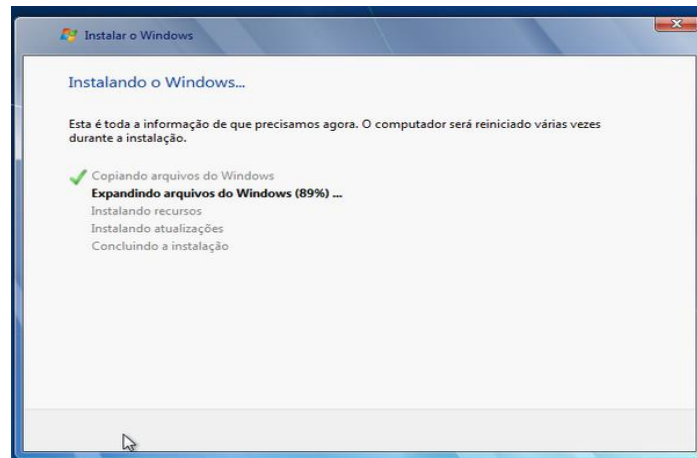 Instalar o Windows
Instalando o Windows...
Esta é toda a informação de que precisamos agora. O computador será reiniciado várias vezes
durante a instalação.
Copiando arquivos do Windows
Expandindo arquivos do Windows (89%) ...
Instalando recursos
Instalando atualizações
Concluindo a instalação